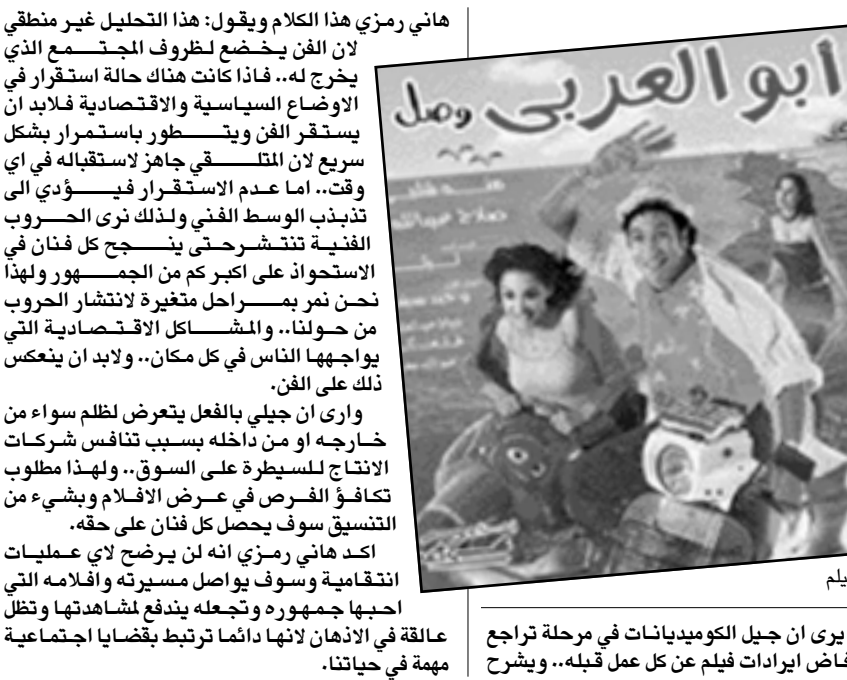 يرى ان جيل الكوميديانات في مرحلة تراجع
فاض ايرادات فيلم عن كل عمل قبله.. ويشرح
هاني رمزي هذا الكلام ويقول: هذا التحليل غير منطقي
لان الفن يخضع لظروف المجتمع الذي
يخرج له.. فاذا كانت هناك حالة استقرار في
الاوضاع السياسية والاقتصادية فلابد ان
يستقر الفن ويتطور باستمرار بشكل
سريع لان المتلقي جاهز لاستقباله في اي
وقت.. اما عدم الاستقرار فيؤدي الى
تذبذب الوسط الفني ولذلك نرى الحروب
الفنية تنتشر حتى ينجح كل فنان في
الاستحواذ على اكبر كم من الجمهور ولهذا
نحن نمر بمراحل متغيرة لانتشار الحروب
من حولنا.. والمشاكل الاقتصادية التي
يواجهها الناس في كل مكان.. ولابد ان ينعكس
ذلك على الفن.
وارى ان جيلي بالفعل يتعرض لظلم سواء من
خارجه او من داخله بسبب تنافس شركات
الانتاج للسيطرة على السوق.. ولهذا مطلوب
تكافؤ الفرص في عرض الافلام وبشيء من
التنسيق سوف يحصل كل فنان على حقه.
اكد هاني رمزي انه لن يرضح لاي عمليات
انتقامية وسوف يواصل مسيرته وافلامه التي
احبها جمهوره وتجعله يندفع لمشاهدتها وتظل
عالقة في الاذهان لانها دائما ترتبط بقضايا اجتماعية
مهمة في حياتنا.
أبو العربى وصل
يلم